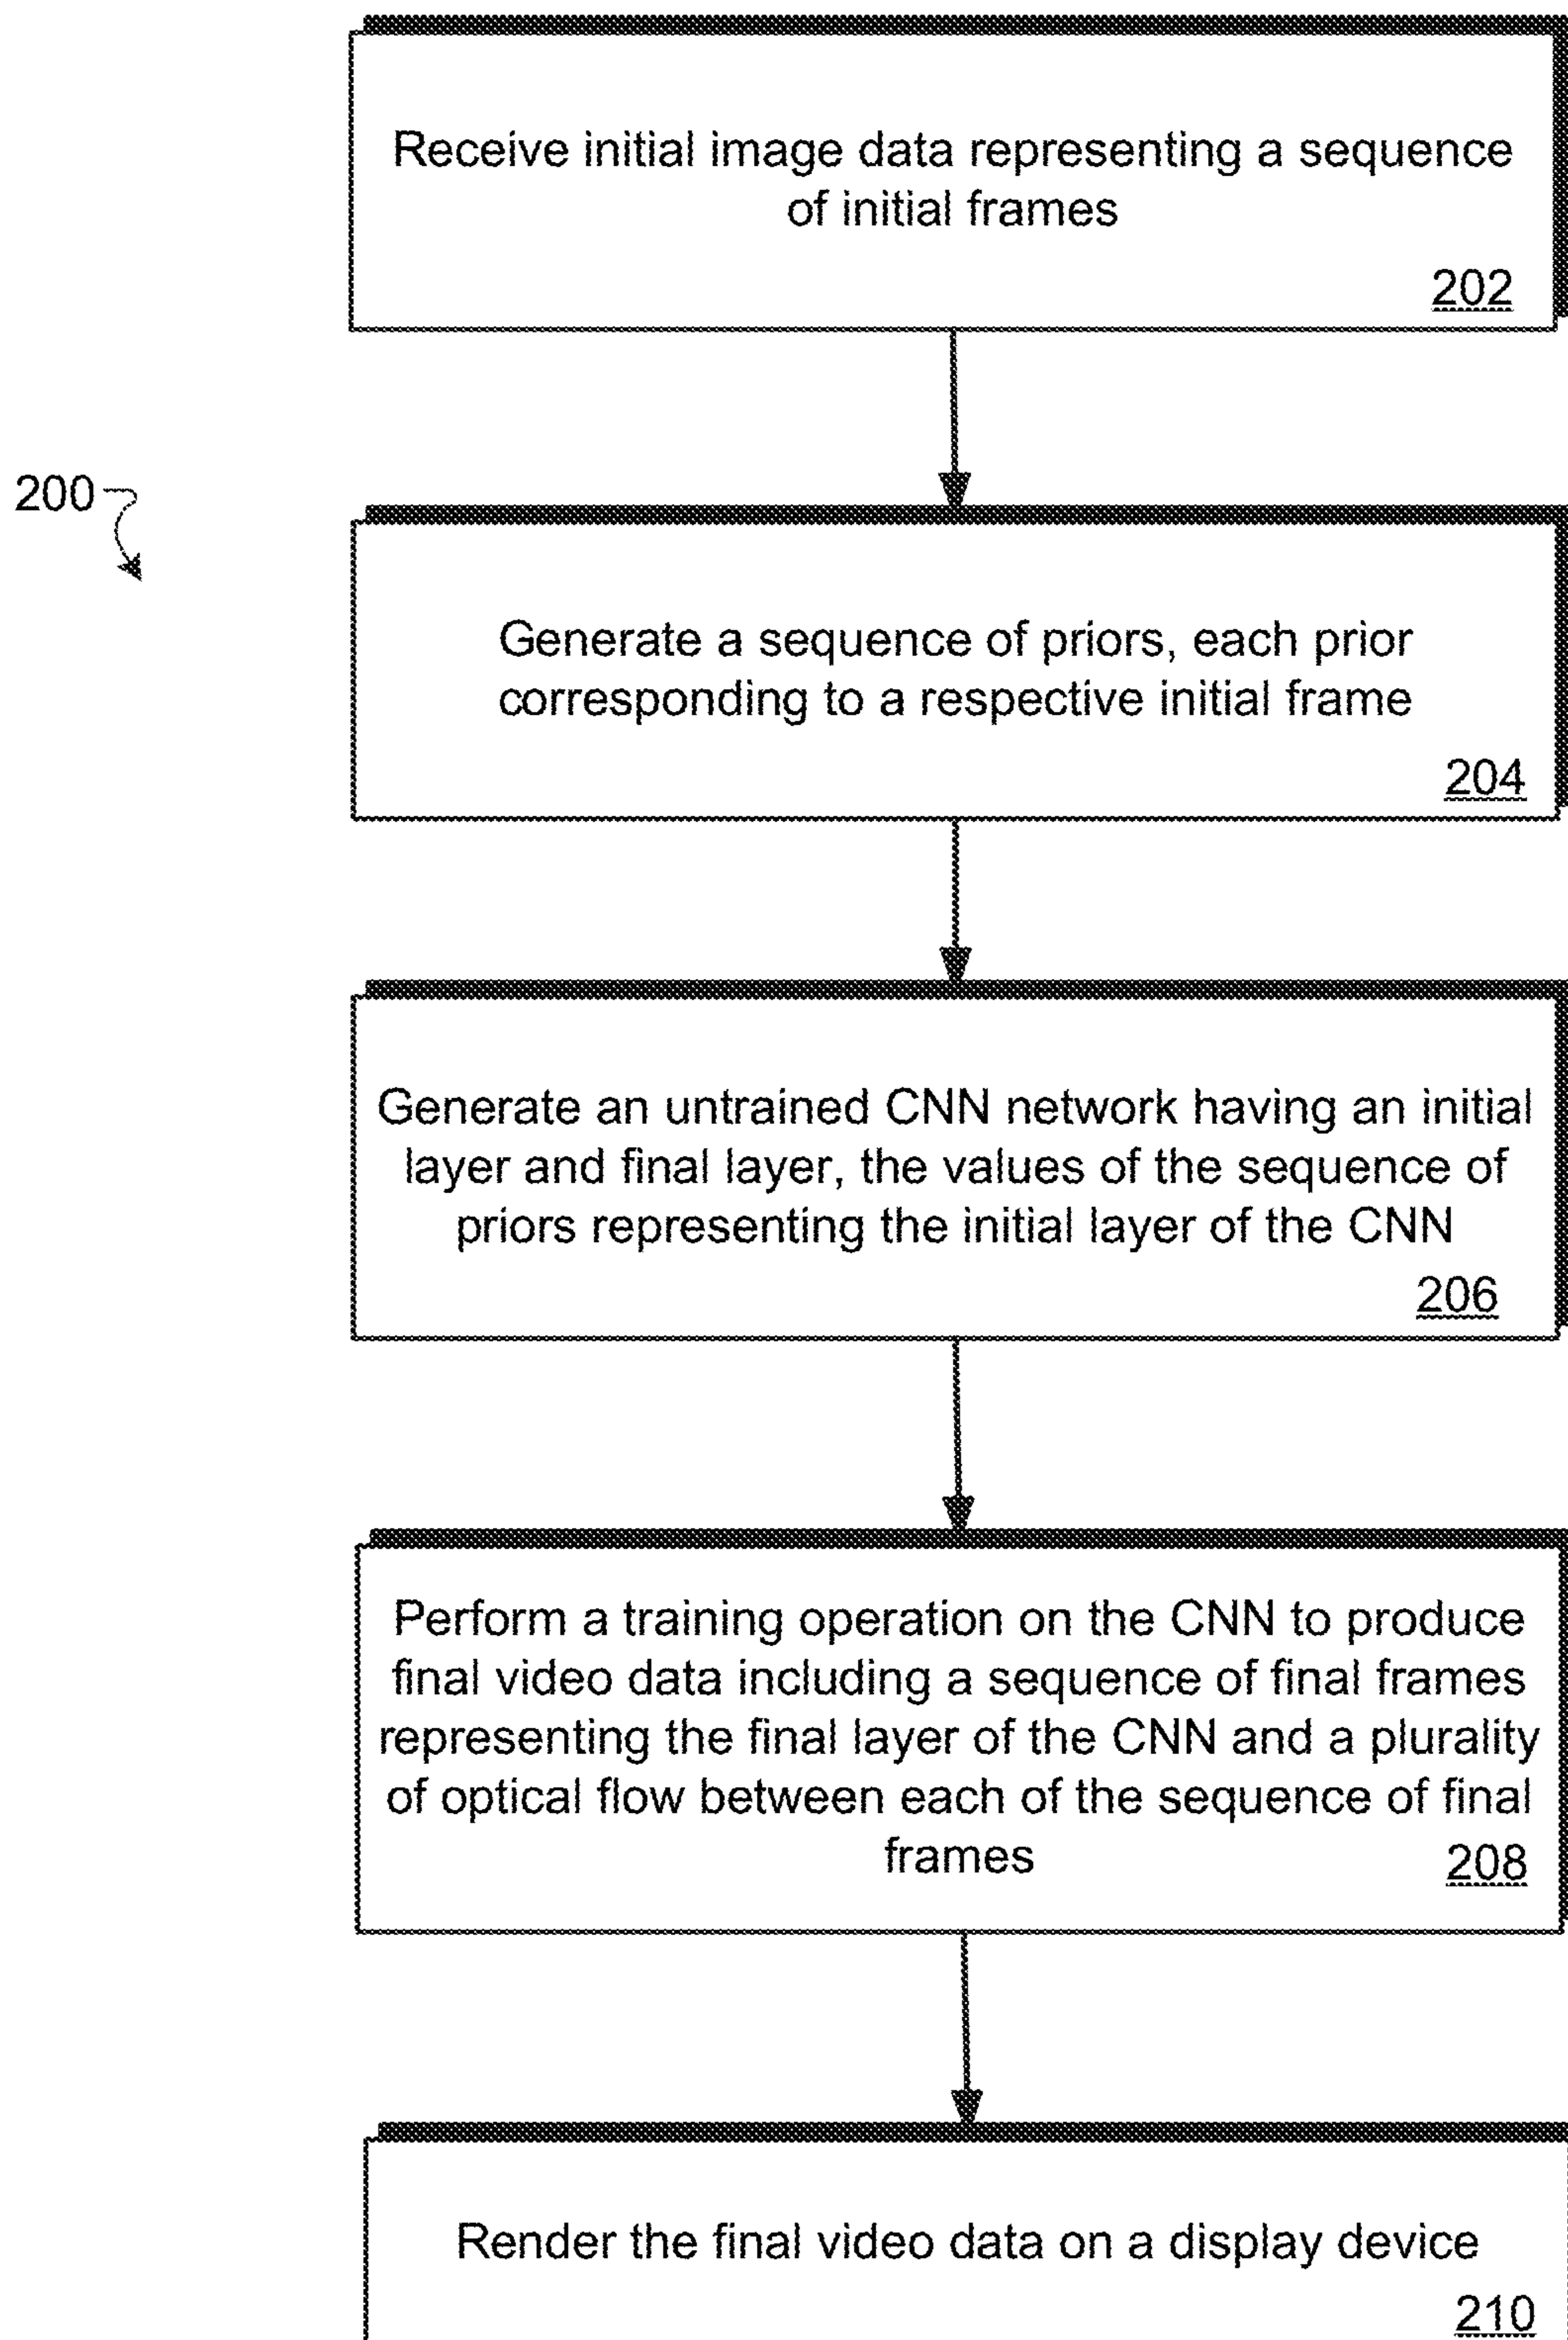 Receive initial image data representing a sequence
of initial frames
202
200
Generate a sequence of priors, each prior
corresponding to a respective initial frame
204
Generate an untrained CNN network having an initial
layer and final layer, the values of the sequence of
priors representing the initial layer of the CNN
206
Perform a training operation on the CNN to produce
final video data including a sequence of final frames
representing the final layer of the CNN and a plurality
of optical flow between each of the sequence of final
frames
208
Render the final video data on a display device
210